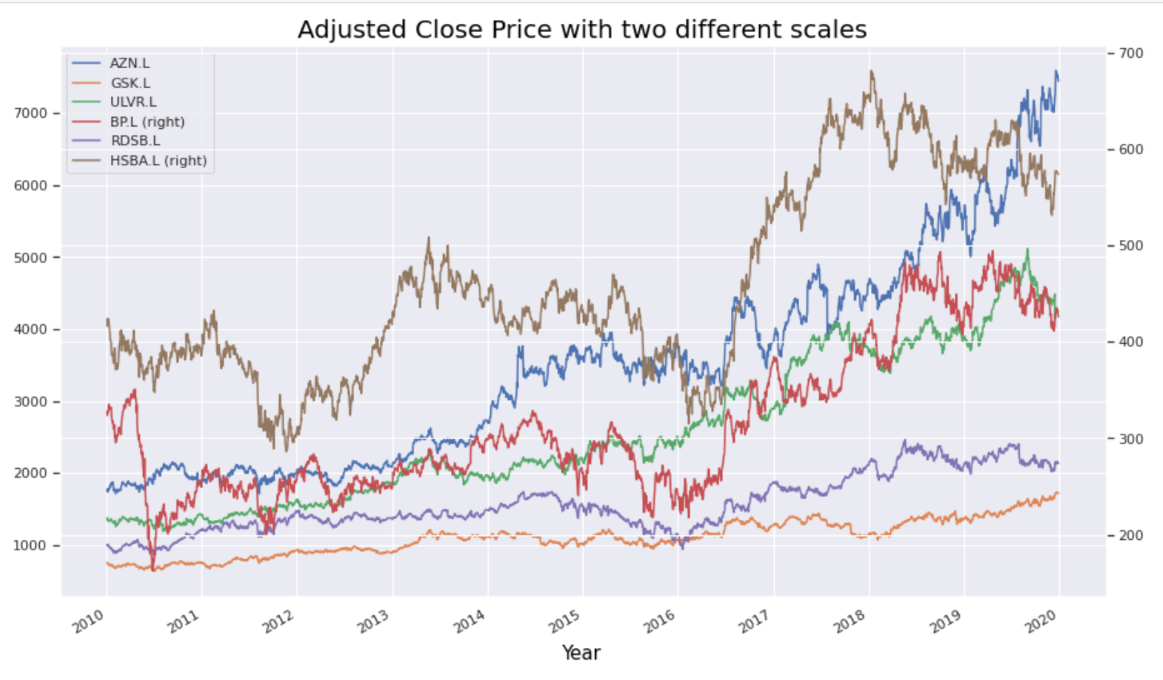 Adjusted Close Price with two different scales
AZN.L
GSK.L
ULVR.L
BP.L (right)
RDSB.L
HSBA.L (right)
7000
6000
5000
4000
3000
2000
1000
700
600
500
400
300
200
2010 2011 2012 2013 2014 2015 2016 2017 2018 2019 2020
Year